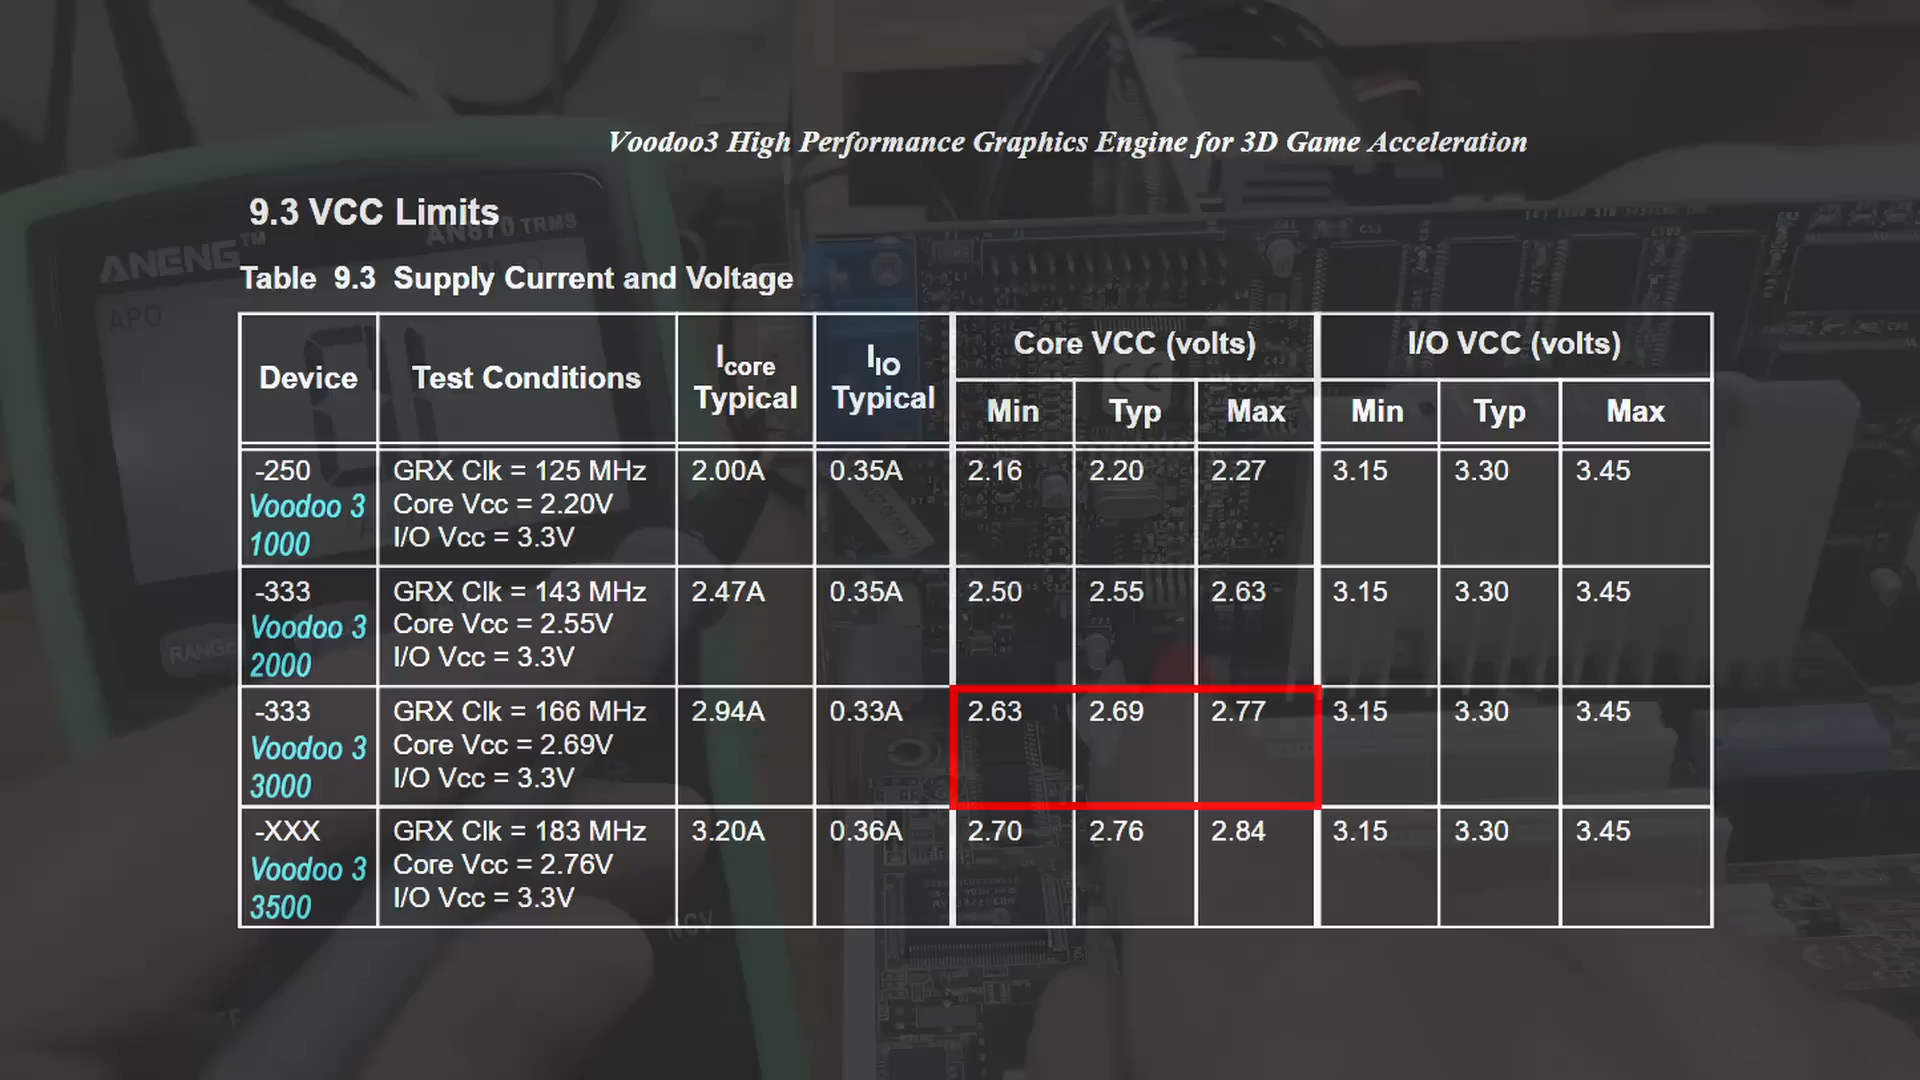 Voodoo3 High Performance Graphics Engine for 3D Game Acceleration
9.3 VCC Limits
Table 9.3 Supply Current and Voltage
Device
Test Conditions
Icore Typical
IIO Typical
Core VCC (volts)
I/O VCC (volts)
Min Typ Max Min Typ Max
-250 Voodoo 3 1000
GRX Clk = 125 MHz
Core Vcc = 2.20V
I/O Vcc = 3.3V
2.00A 0.35A 2.16 2.20 2.27 3.15 3.30 3.45
-333 Voodoo 3 2000
GRX Clk = 143 MHz
Core Vcc = 2.55V
I/O Vcc = 3.3V
2.47A 0.35A 2.50 2.55 2.63 3.15 3.30 3.45
-333 Voodoo 3 3000
GRX Clk = 166 MHz
Core Vcc = 2.69V
I/O Vcc = 3.3V
2.94A 0.33A 2.63 2.69 2.77 3.15 3.30 3.45
-XXX Voodoo 3 3500
GRX Clk = 183 MHz
Core Vcc = 2.76V
I/O Vcc = 3.3V
3.20A 0.36A 2.70 2.76 2.84 3.15 3.30 3.45
ANENG™
AN870 TRMS
APO
NCV